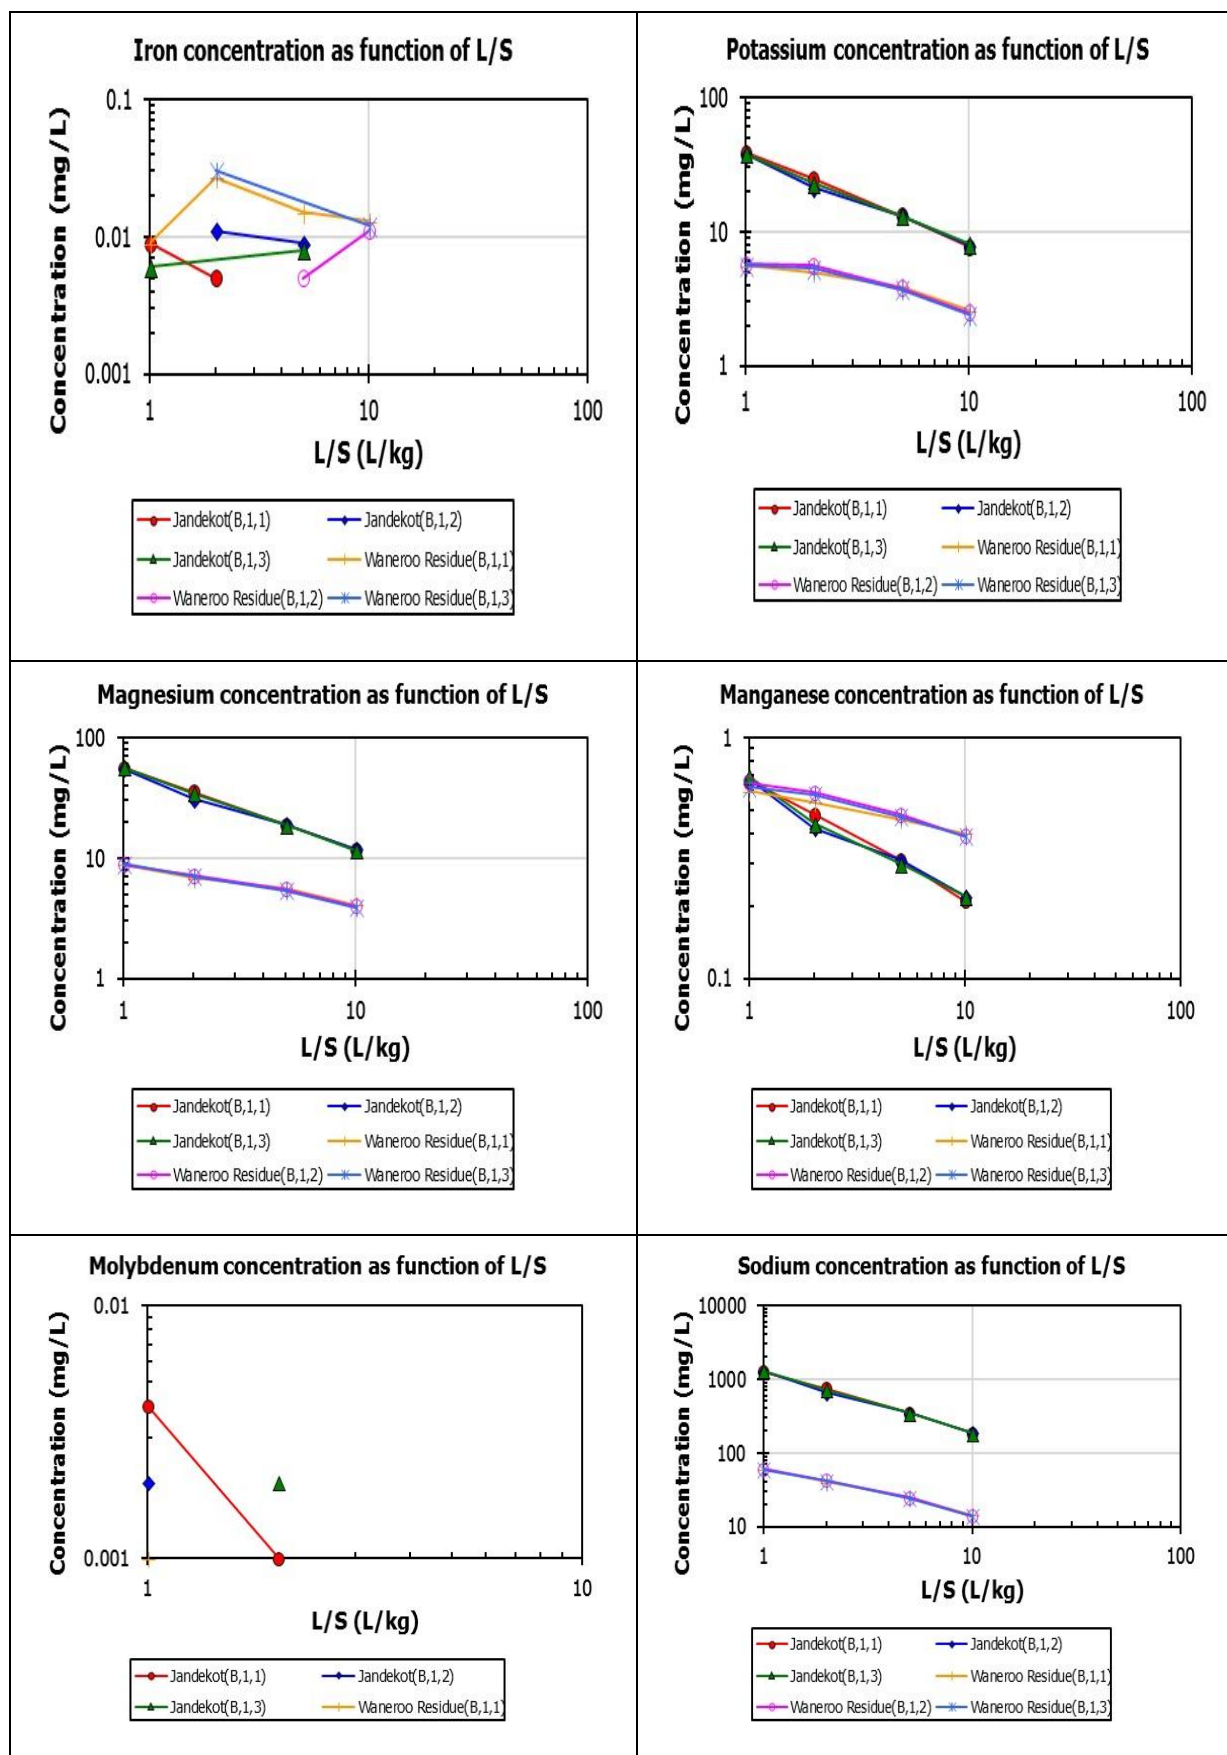 Iron concentration as function of L/S
Concentration (mg/L)
0.1
0.01
0.001
1 10 100
L/S (L/kg)
Jandekot(B,1,1) Jandekot(B,1,2)
Jandekot(B,1,3) Waneroo Residue(B,1,1)
Waneroo Residue(B,1,2) Waneroo Residue(B,1,3)
Potassium concentration as function of L/S
Concentration (mg/L)
100
10
1
1 10 100
L/S (L/kg)
Jandekot(B,1,1) Jandekot(B,1,2)
Jandekot(B,1,3) Waneroo Residue(B,1,1)
Waneroo Residue(B,1,2) Waneroo Residue(B,1,3)
Magnesium concentration as function of L/S
Concentration (mg/L)
100
10
1
1 10 100
L/S (L/kg)
Jandekot(B,1,1) Jandekot(B,1,2)
Jandekot(B,1,3) Waneroo Residue(B,1,1)
Waneroo Residue(B,1,2) Waneroo Residue(B,1,3)
Manganese concentration as function of L/S
Concentration (mg/L)
1
0.1
1 10 100
L/S (L/kg)
Jandekot(B,1,1) Jandekot(B,1,2)
Jandekot(B,1,3) Waneroo Residue(B,1,1)
Waneroo Residue(B,1,2) Waneroo Residue(B,1,3)
Molybdenum concentration as function of L/S
Concentration (mg/L)
0.01
0.001
1 10
L/S (L/kg)
Jandekot(B,1,1) Jandekot(B,1,2)
Jandekot(B,1,3) Waneroo Residue(B,1,1)
Sodium concentration as function of L/S
Concentration (mg/L)
10000
1000
100
10
1 10 100
L/S (L/kg)
Jandekot(B,1,1) Jandekot(B,1,2)
Jandekot(B,1,3) Waneroo Residue(B,1,1)
Waneroo Residue(B,1,2) Waneroo Residue(B,1,3)